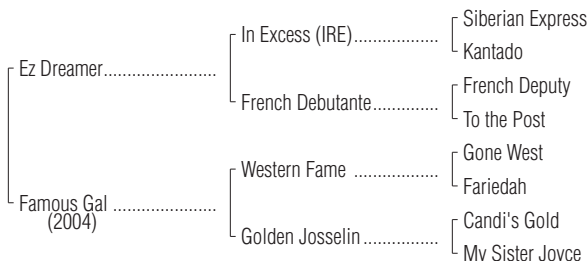 Siberian Express
In Excess (IRE)..................
Kantado
Ez Dreamer........................
French Deputy
French Debutante..............
To the Post
Gone West
Western Fame ..................
Fariedah
Famous Gal ......................
(2004)
Candi's Gold
Golden Josselin................
My Sister Joyce